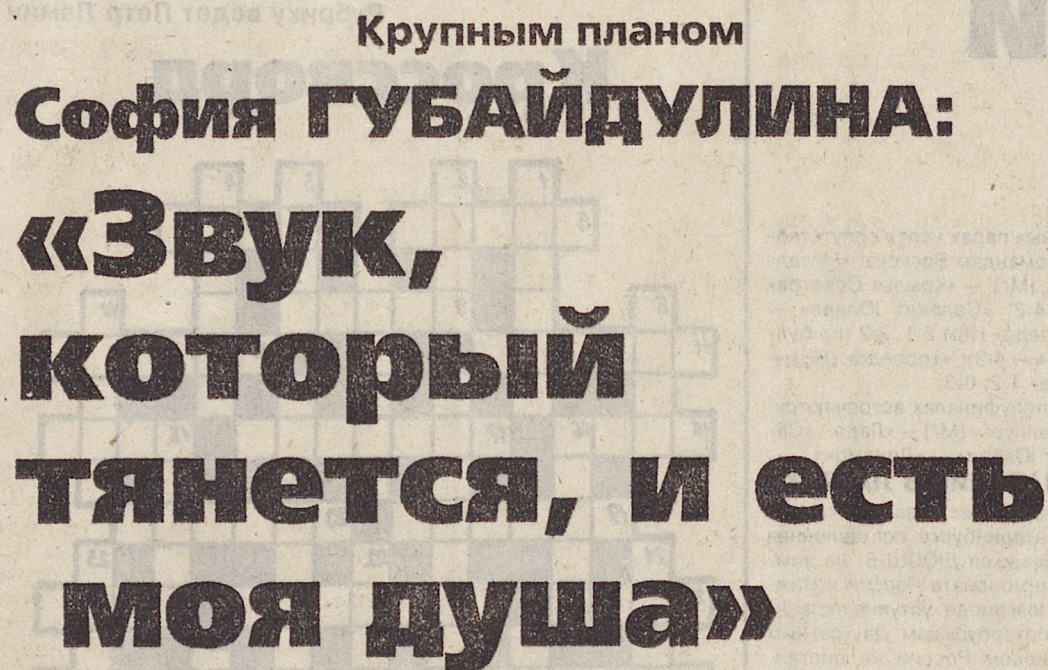 Крупным планом
София ГУБАЙДУЛИНА:
«Звук,
который
тянется, и есть
моя душа»